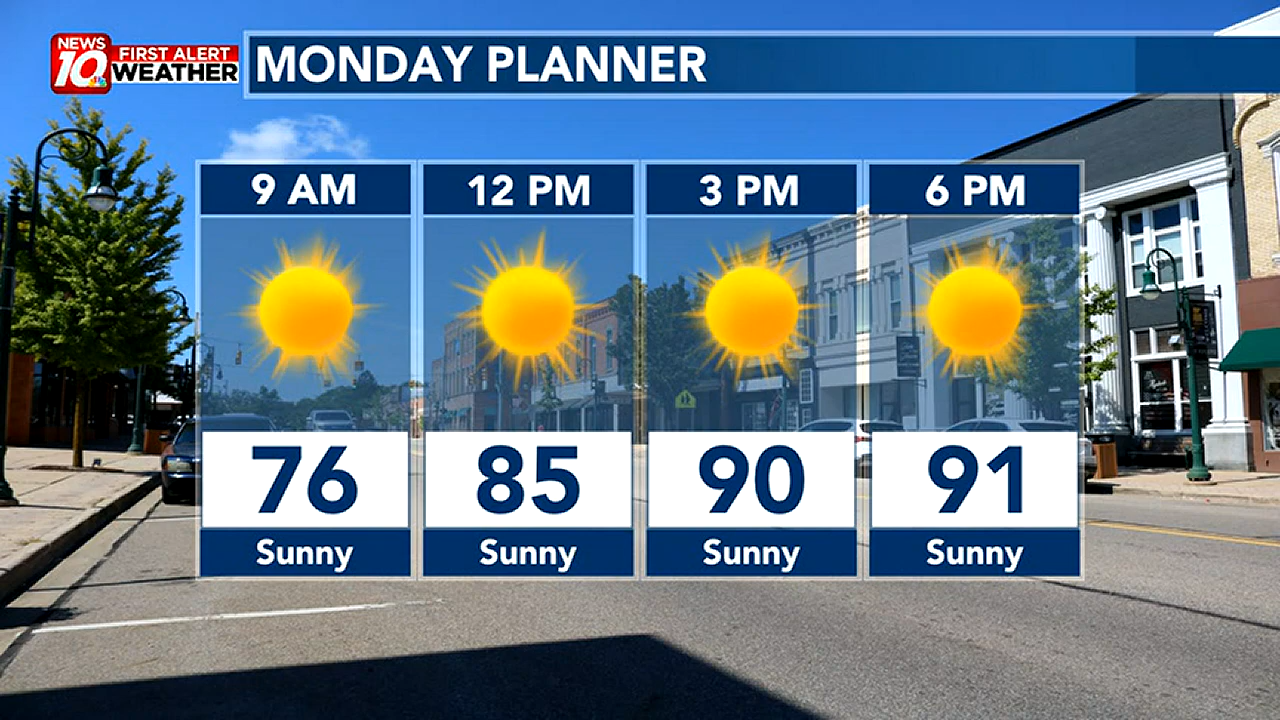 NEWS
10
FIRST ALERT
WEATHER
MONDAY PLANNER
9 AM
12 PM
3 PM
6 PM
76
85
90
91
Sunny
Sunny
Sunny
Sunny